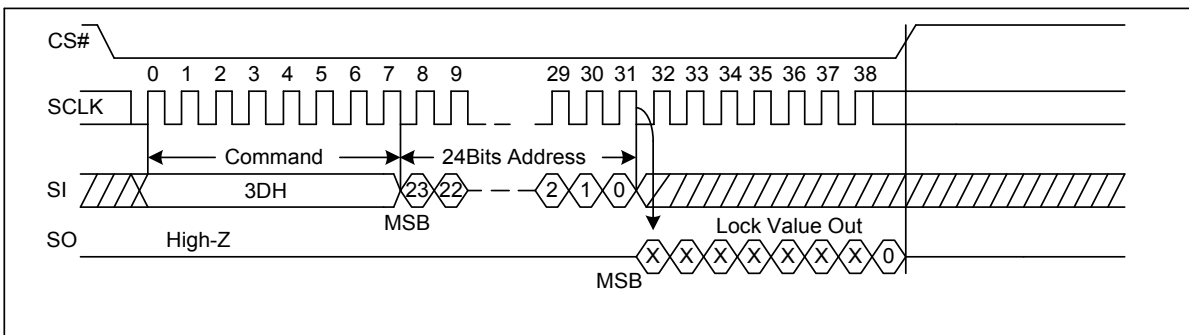 CS#
0 1 2 3 4 5 6 7 8 9 29 30 31 32 33 34 35 36 37 38
SCLK
Command 24Bits Address
SI 3DH 23 22 2 1 0
MSB
SO High-Z Lock Value Out
X X X X X X X 0
MSB